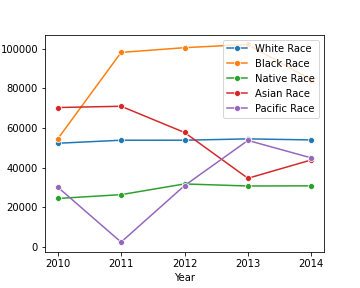 100000
80000
60000
40000
20000
0
2010 2011 2012 2013 2014
Year
White Race
Black Race
Native Race
Asian Race
Pacific Race